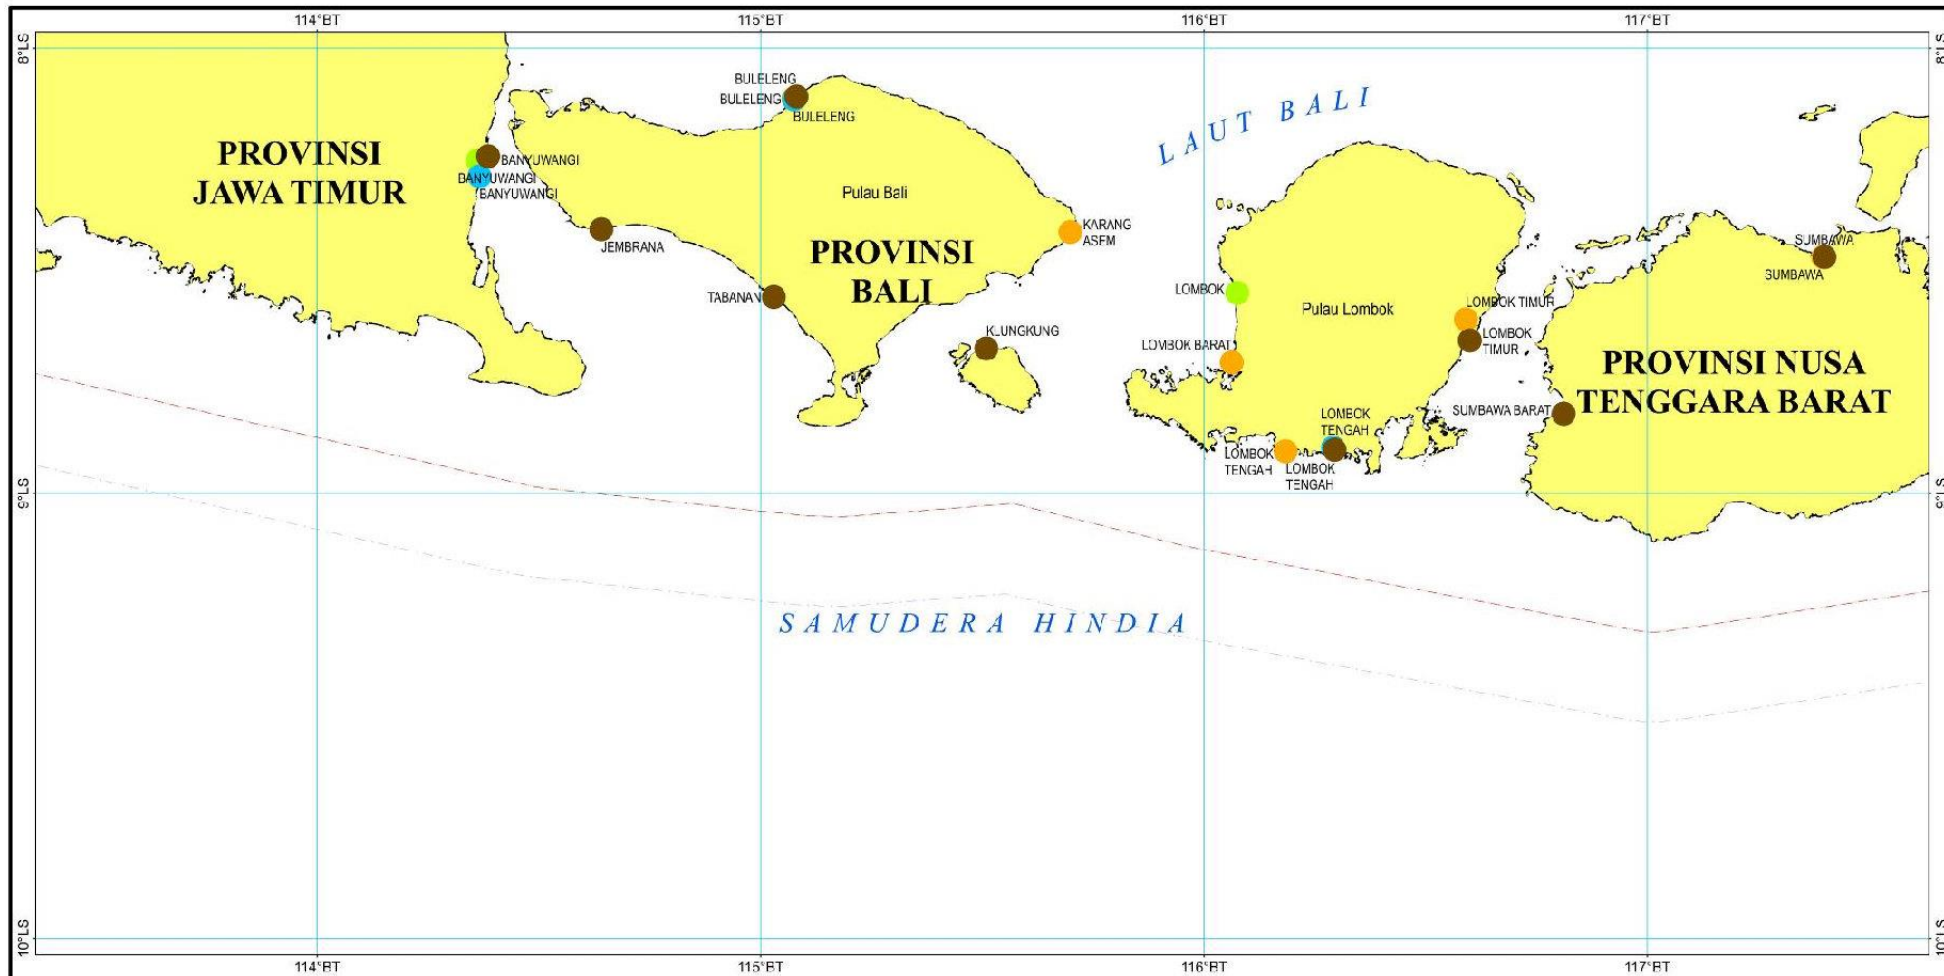 114°BT
115°BT
116°BT
117°BT
8°LS
8°LS
BULELENG
BULELENG
BULELENG
LAUT BALI
PROVINSI
JAWA TIMUR
BANYUWANGI
BANYUWANGI
BANYUWANGI
Pulau Bali
JEMBRANA
KARANG
ASEM
PROVINSI
BALI
SUMBAWA
SUMBAWA
TABANAN
LOMBOK
Pulau Lombok
LOMBOK TIMUR
KLUNGKUNG
LOMBOK
TIMUR
LOMBOK BARAT
PROVINSI NUSA
TENGGARA BARAT
SUMBAWA BARAT
LOMBOK
TENGAH
LOMBOK
TENGAH
LOMBOK
TENGAH
9°LS
9°LS
SAMUDERA HINDIA
10°LS
10°LS
114°BT
115°BT
116°BT
117°BT